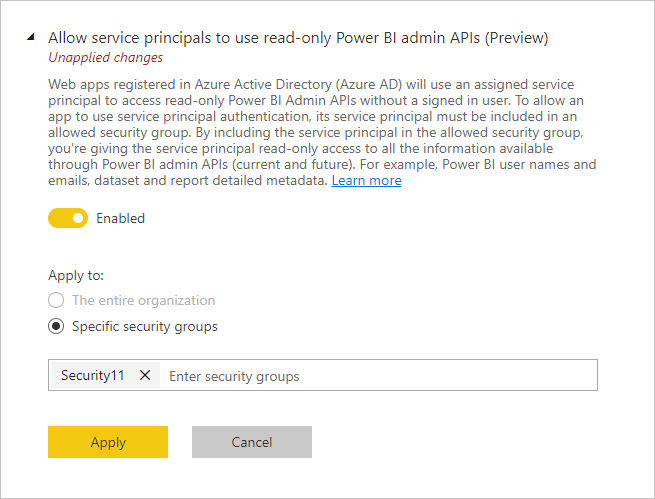 Allow service principals to use read-only Power BI admin APIs (Preview)
Unapplied changes
Web apps registered in Azure Active Directory (Azure AD) will use an assigned service
principal to access read-only Power BI Admin APIs without a signed in user. To allow an
app to use service principal authentication, its service principal must be included in an
allowed security group. By including the service principal in the allowed security group,
you're giving the service principal read-only access to all the information available
through Power BI admin APIs (current and future). For example, Power BI user names and
emails, dataset and report detailed metadata. Learn more
Enabled
Apply to:
The entire organization
Specific security groups
Security11 Enter security groups
Apply Cancel